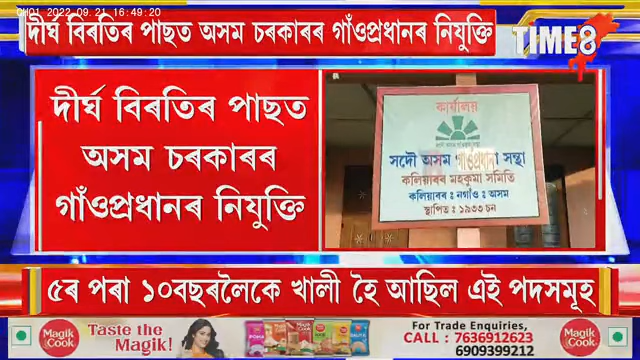 CH01 2022.09.21 16:49:20
দীৰ্ঘ বিৰতিৰ পাছত অসম চৰকাৰৰ গাঁওপ্ৰধানৰ নিযুক্তি
TIME8
দীৰ্ঘ বিৰতিৰ পাছত
অসম চৰকাৰৰ
গাঁওপ্ৰধানৰ নিযুক্তি
কাৰ্যালয়
সদৌ অসম গাঁওপ্ৰধান সন্থা
কলিয়াবৰ মহকুমা সমিতি
কলিয়াবৰ : নগাঁও : অসম
স্থাপিত : ১৯৩৩ চন
৫ৰ পৰা ১০বছৰলৈকে খালী হৈ আছিল এই পদসমূহ
Magik Cook
Taste the Magik!
For Trade Enquiries,
CALL : 7636912623
6909399212
Magik Cook